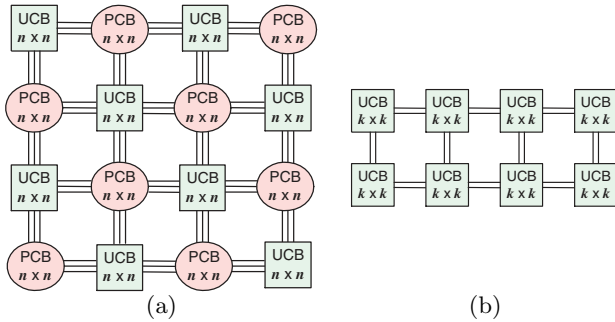 UCB PCB UCB PCB
n x n n x n n x n n x n
PCB UCB PCB UCB
n x n n x n n x n n x n
UCB PCB UCB PCB
n x n n x n n x n n x n
PCB UCB PCB UCB
n x n n x n n x n n x n
(a)
UCB UCB UCB UCB
k x k k x k k x k k x k
UCB UCB UCB UCB
k x k k x k k x k k x k
(b)